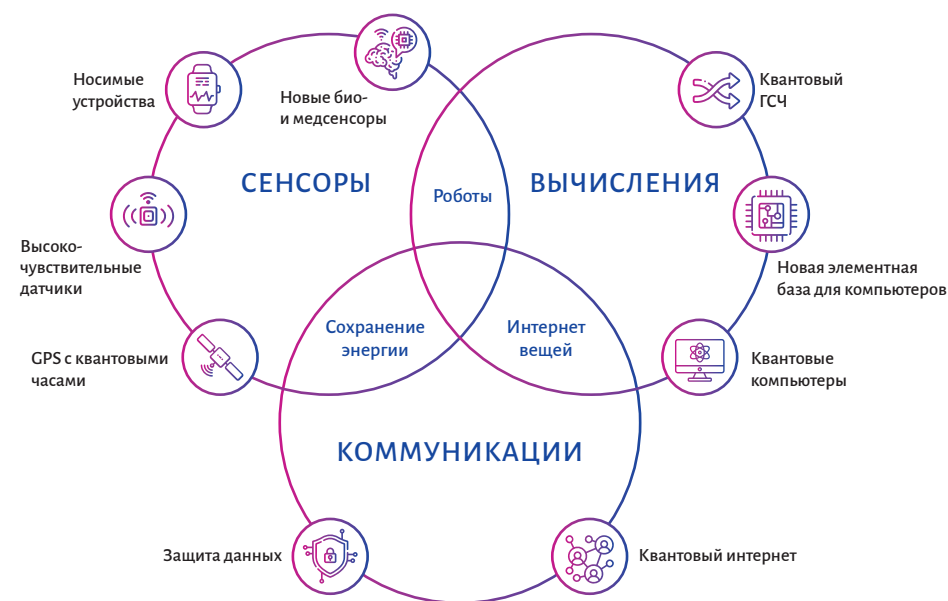 Носимые
устройства
Новые био-
и медсенсоры
Квантовый
ГСЧ
СЕНСОРЫ
Роботы
ВЫЧИСЛЕНИЯ
Высоко-
чувствительные
датчики
Новая элементная
база для компьютеров
GPS с квантовыми
часами
Сохранение
энергии
Интернет
вещей
Квантовые
компьютеры
КОММУНИКАЦИИ
Защита данных
Квантовый интернет